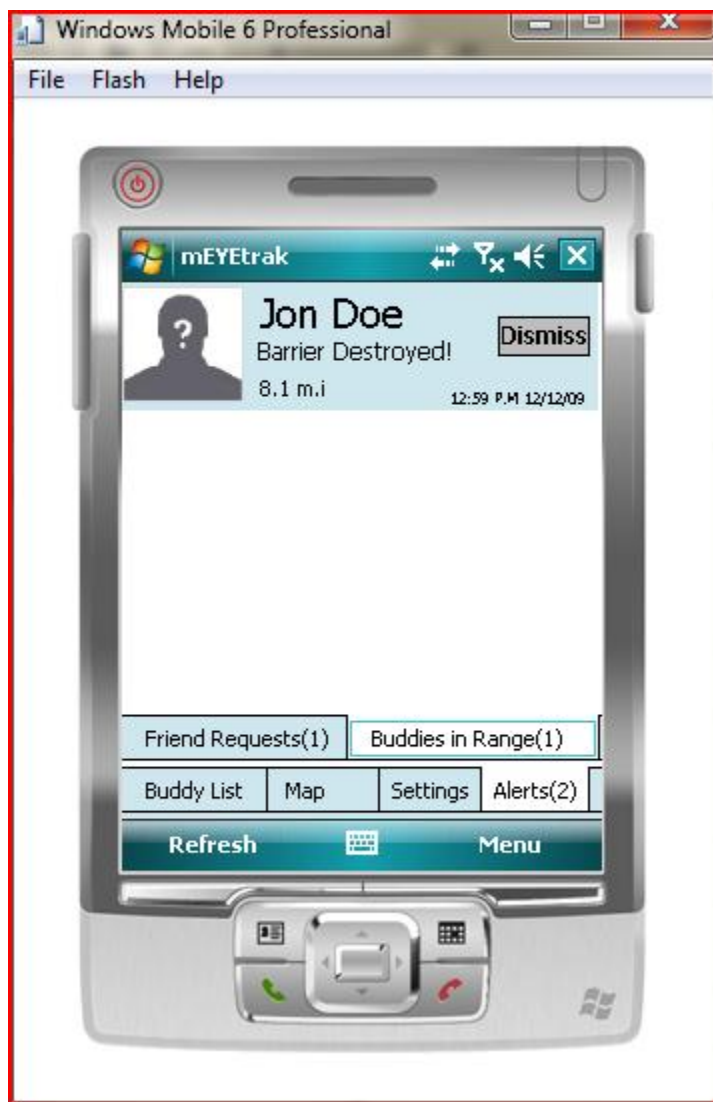 Windows Mobile 6 Professional
File Flash Help
mEYEtrak
?
Jon Doe
Barrier Destroyed!
Dismiss
8.1 m.i
12:59 P.M 12/12/09
Friend Requests(1) Buddies in Range(1)
Buddy List Map Settings Alerts(2)
Refresh Menu